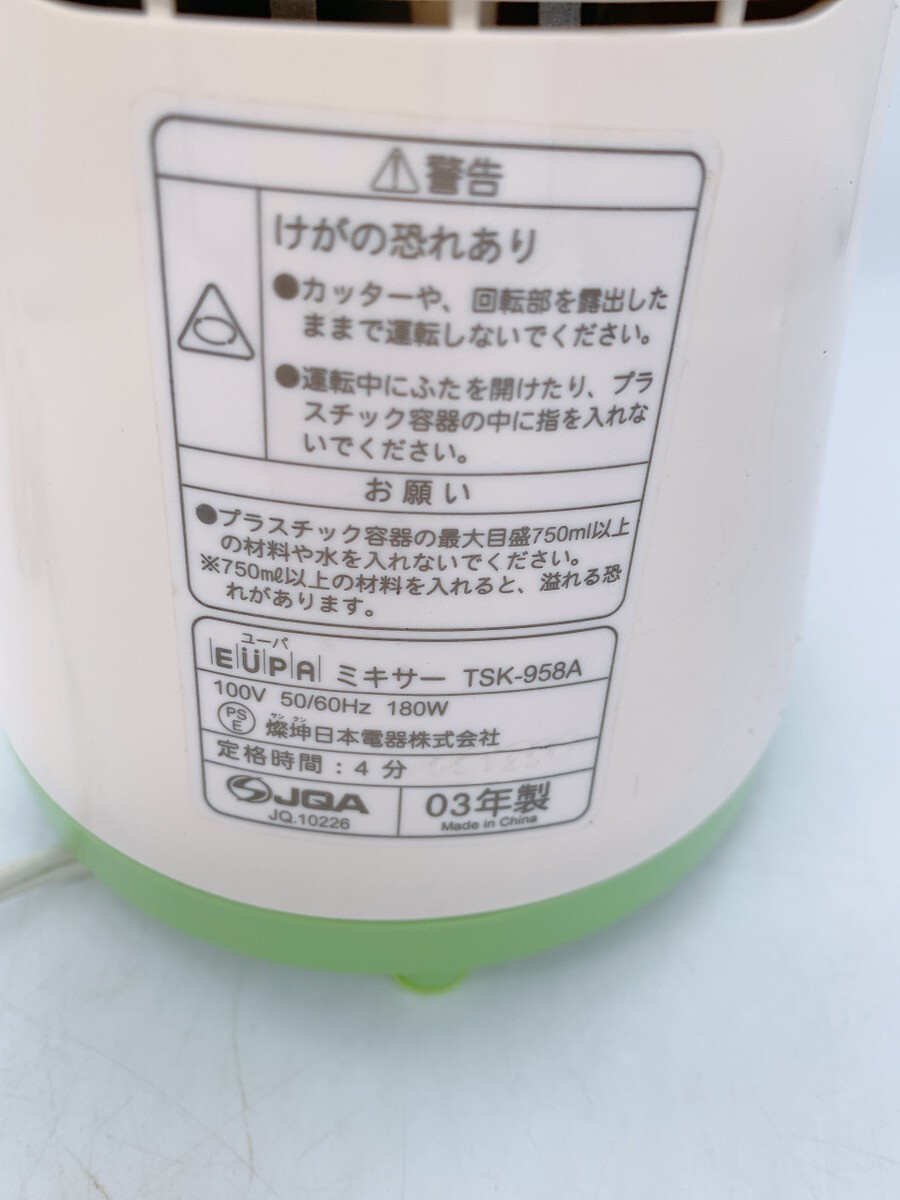 ⚠警告
けがの恐れあり
●カッターや、回転部を露出した
ままで運転しないでください。
●運転中にふたを開けたり、プラ
スチック容器の中に指を入れな
いでください。
お願い
●プラスチック容器の最大目盛750ml以上
の材料や水を入れないでください。
※750mℓ以上の材料を入れると、溢れる恐
れがあります。
ユーパ
EUPA ミキサー TSK-958A
100V 50/60Hz 180W
PSE サン クン
燦坤日本電器株式会社
定格時間：4分
JQA
JQ.10226
03年製
Made in China